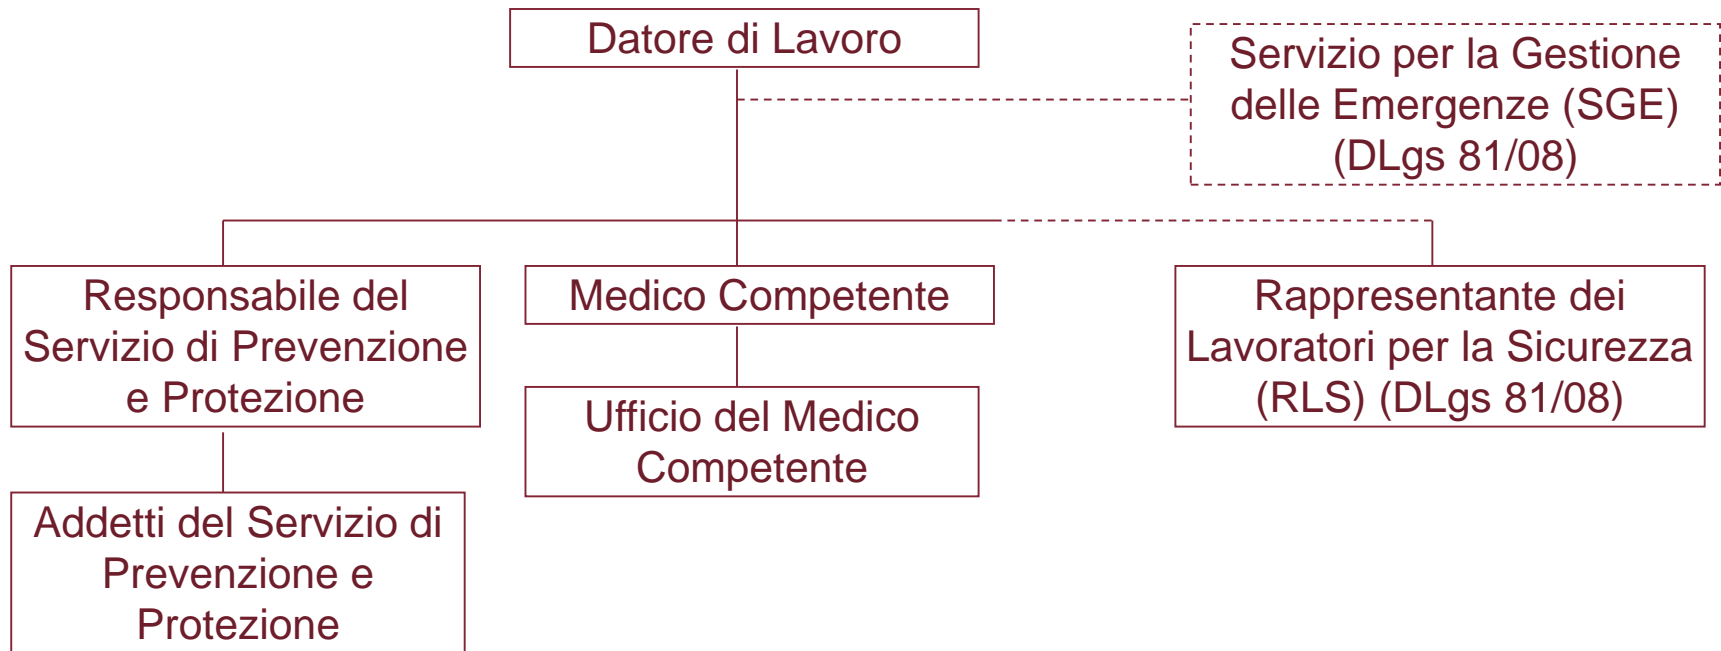 Datore di Lavoro
Servizio per la Gestione
delle Emergenze (SGE)
(DLgs 81/08)
Responsabile del
Servizio di Prevenzione
e Protezione
Medico Competente
Rappresentante dei
Lavoratori per la Sicurezza
(RLS) (DLgs 81/08)
Ufficio del Medico
Competente
Addetti del Servizio di
Prevenzione e
Protezione